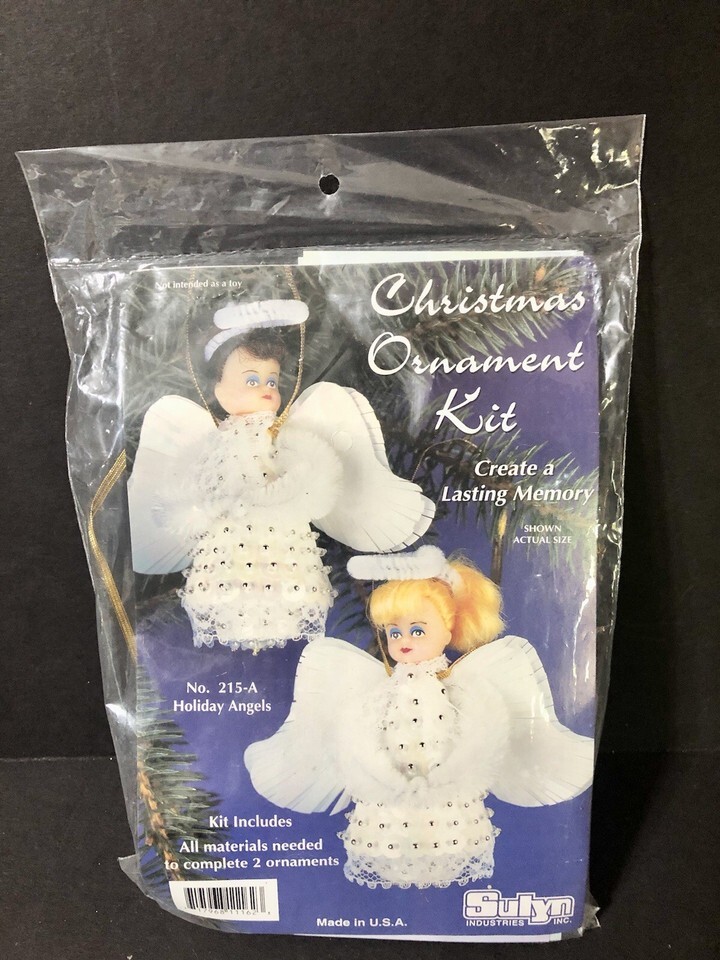 Not intended as a toy
Christmas
Ornament
Kit
Create a
Lasting Memory
SHOWN
ACTUAL SIZE
No. 215-A
Holiday Angels
Kit Includes
All materials needed
to complete 2 ornaments
Made in U.S.A.
Sulyn
INDUSTRIES INC.